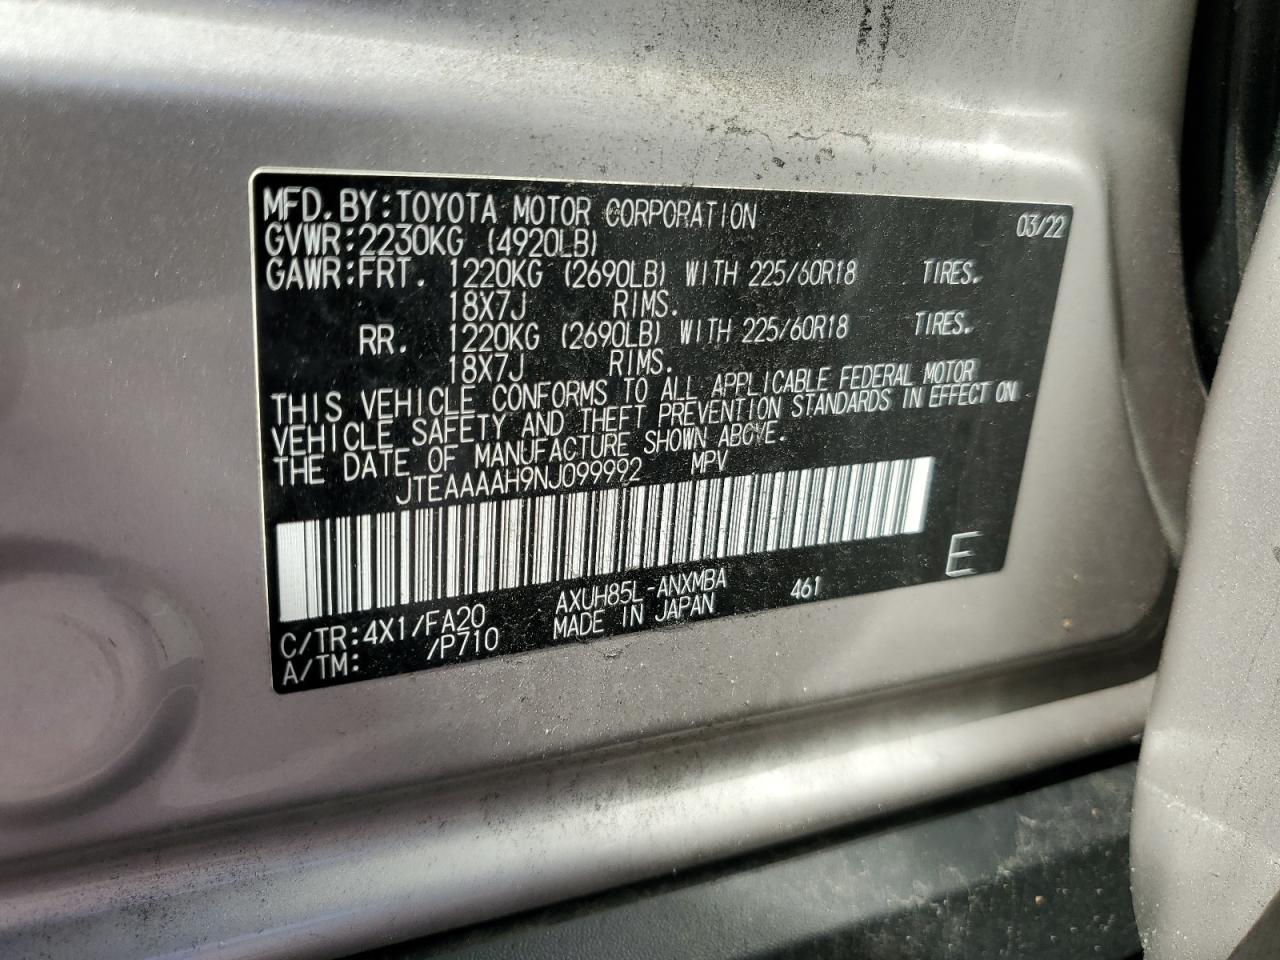 MFD.BY:TOYOTA MOTOR CORPORATION 03/22
GVWR:2230KG (4920LB)
GAWR:FRT. 1220KG (2690LB) WITH 225/60R18 TIRES.
18X7J RIMS.
RR. 1220KG (2690LB) WITH 225/60R18 TIRES.
18X7J RIMS.
THIS VEHICLE CONFORMS TO ALL APPLICABLE FEDERAL MOTOR
VEHICLE SAFETY AND THEFT PREVENTION STANDARDS IN EFFECT ON
THE DATE OF MANUFACTURE SHOWN ABOVE.
JTEAAAAH9NJ099992 MPV
E
C/TR:4X1/FA20 AXUH85L-ANXMBA 461
A/TM: /P710 MADE IN JAPAN